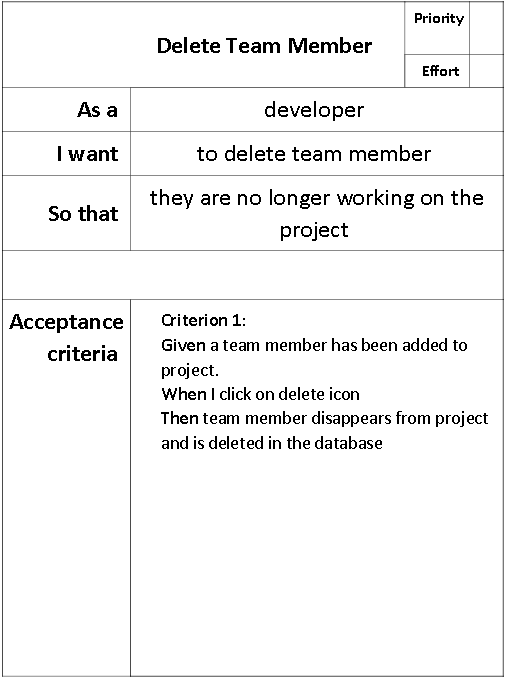 Delete Team Member
Priority
Effort
As a
developer
I want
to delete team member
So that
they are no longer working on the
project
Acceptance
criteria
Criterion 1:
Given a team member has been added to
project.
When I click on delete icon
Then team member disappears from project
and is deleted in the database